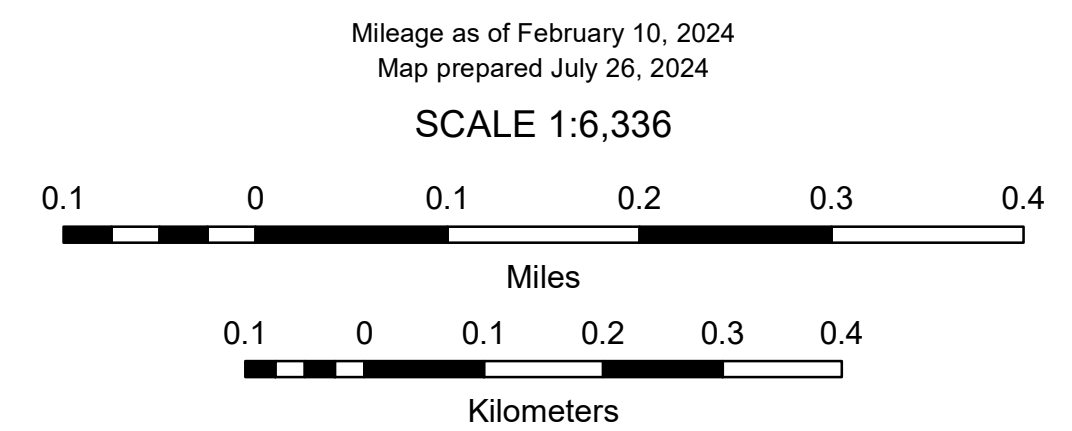 Mileage as of February 10, 2024
Map prepared July 26, 2024
SCALE 1:6,336
0.1 0 0.1 0.2 0.3 0.4
Miles
0.1 0 0.1 0.2 0.3 0.4
Kilometers